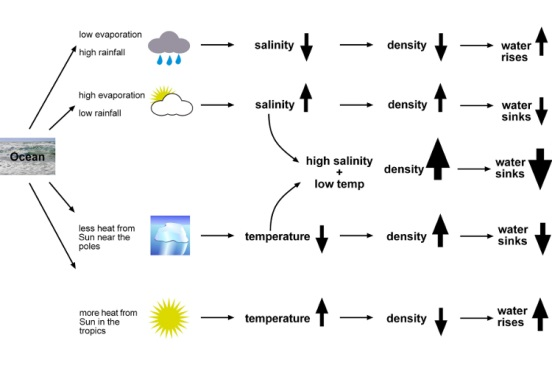 low evaporation
high rainfall
salinity
density
water
rises
high evaporation
low rainfall
salinity
density
water
sinks
Ocean
high salinity
+
low temp
density
water
sinks
less heat from
Sun near the
poles
temperature
density
water
sinks
more heat from
Sun in the
tropics
temperature
density
water
rises